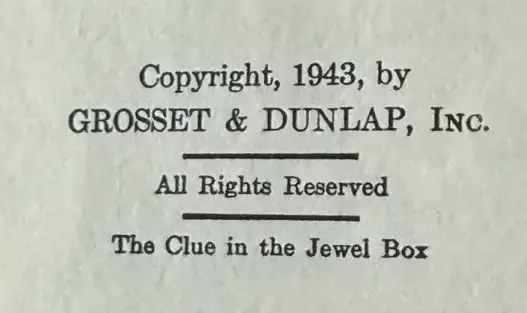 Copyright, 1943, by
GROSSET & DUNLAP, INC.
All Rights Reserved
The Clue in the Jewel Box